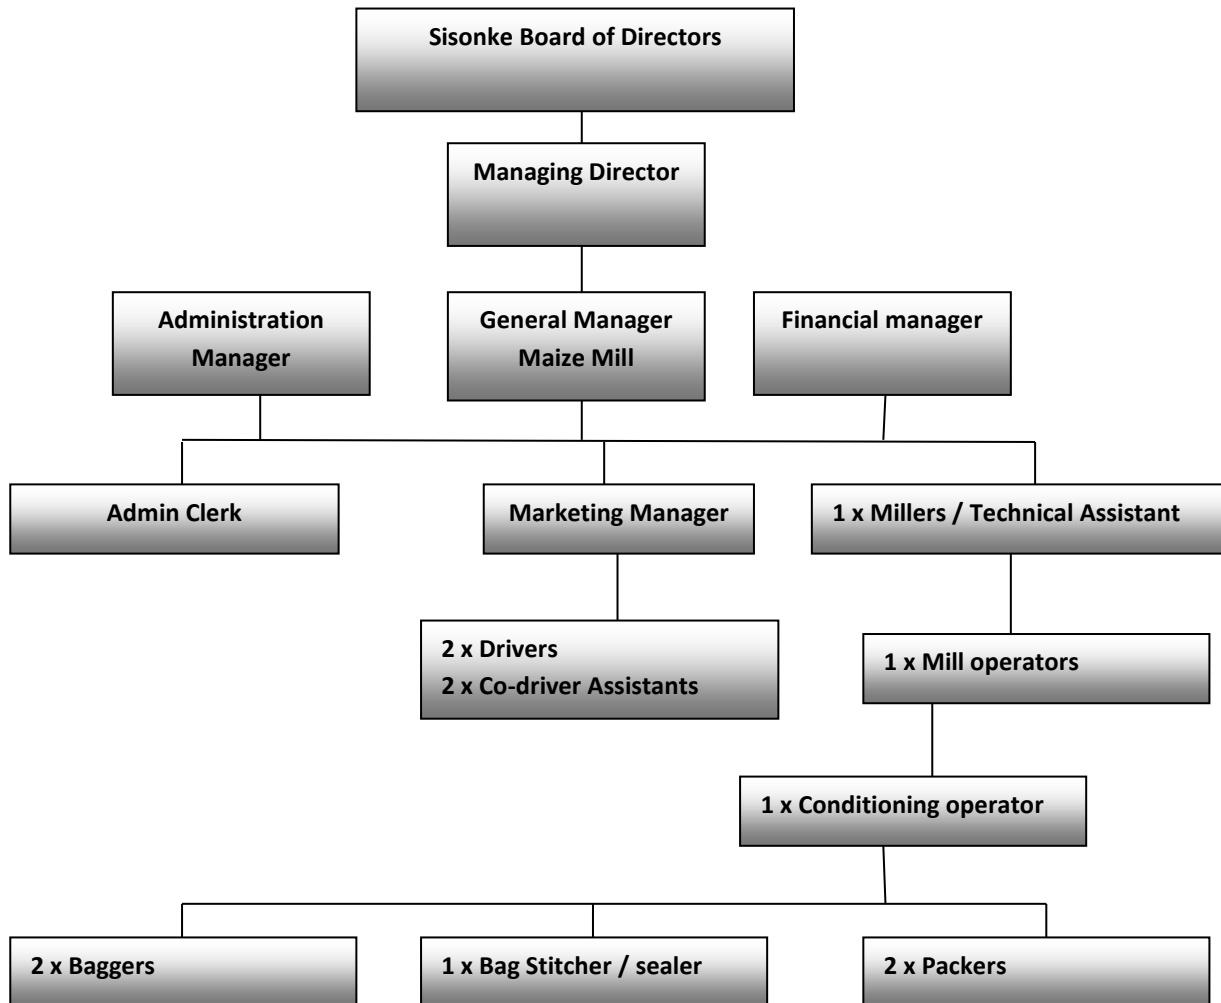 Sisonke Board of Directors
Managing Director
Administration
Manager
General Manager
Maize Mill
Financial manager
Admin Clerk
Marketing Manager
1 x Millers / Technical Assistant
2 x Drivers
2 x Co-driver Assistants
1 x Mill operators
1 x Conditioning operator
2 x Baggers
1 x Bag Stitcher / sealer
2 x Packers